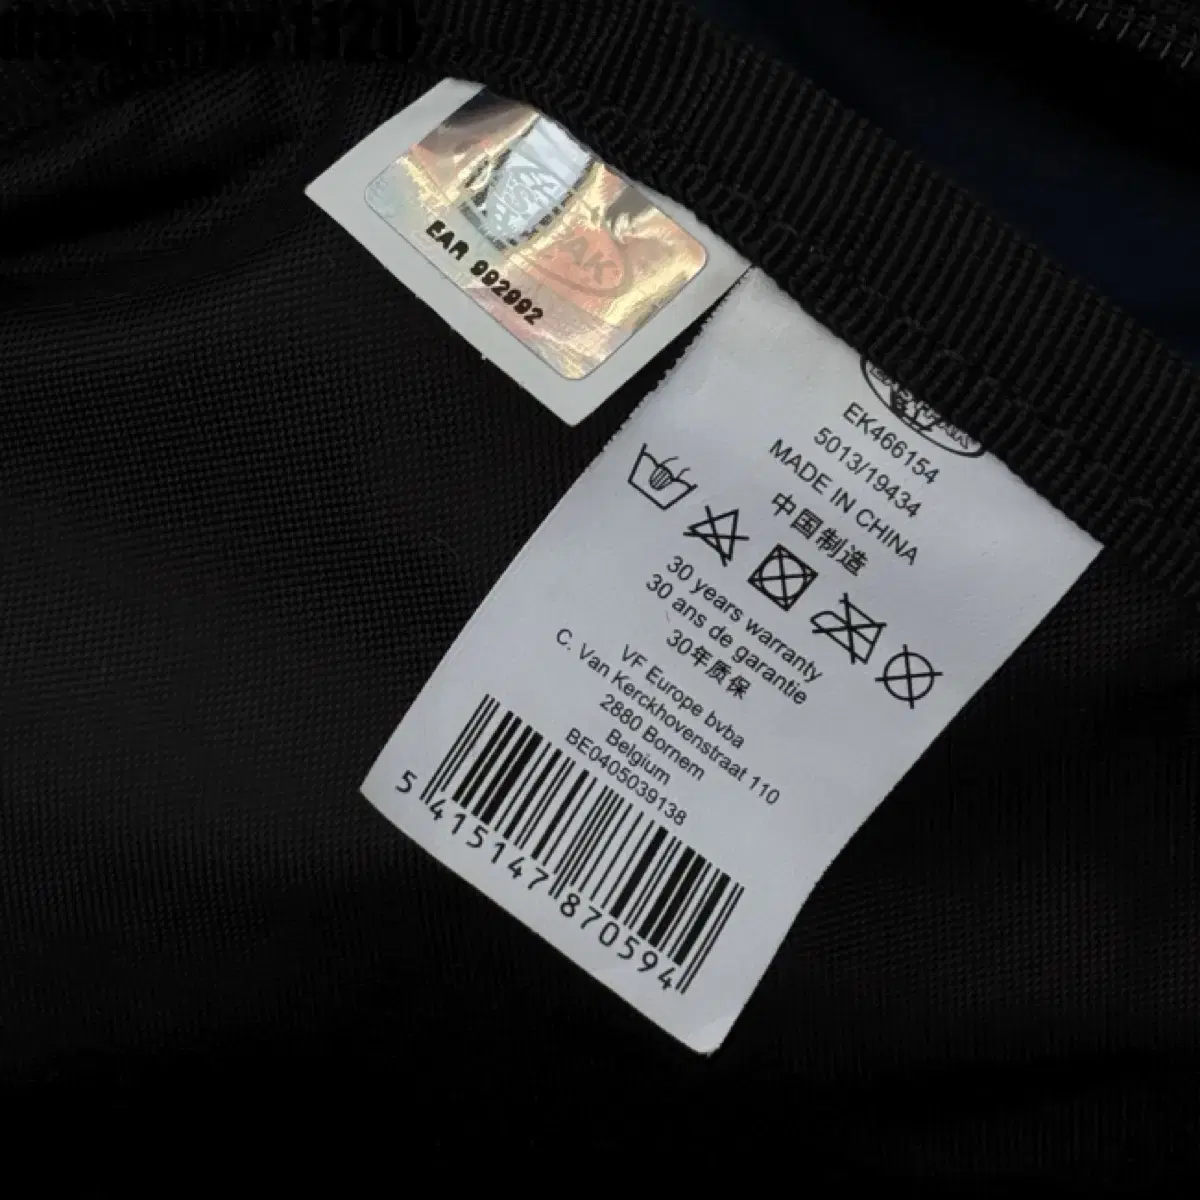 EAR 992992
EK466154
5013/19434
MADE IN CHINA
中国制造
30 years warranty
30 ans de garantie
30年质保
VF Europe bvba
C. Van Kerckhovenstraat 110
2880 Bornem
Belgium
BE0405039138
5 415147 870594